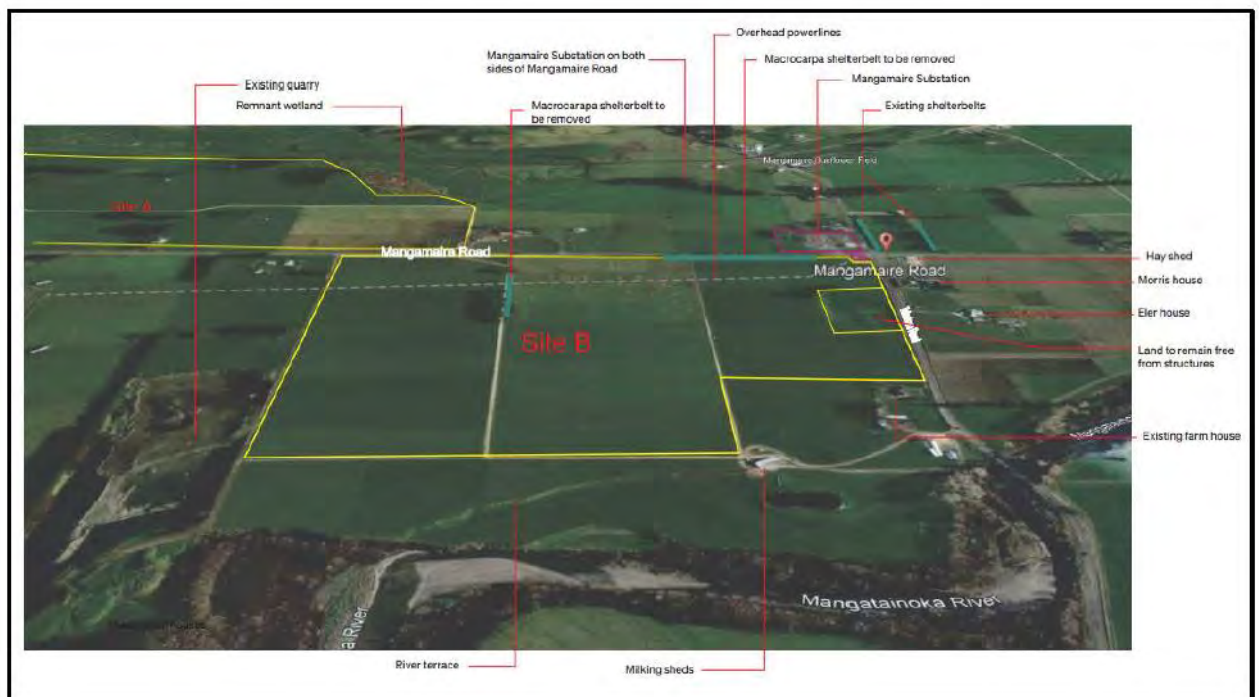 Overhead powerlines
Mangamaire Substation on both
sides of Mangamaire Road
Macrocarpa shelterbelt to be removed
Mangamaire Substation
Existing quarry
Remnant wetland
Macrocarapa shelterbelt to
be removed
Existing shelterbelts
Site A
Mangamaire Road
Mangamaire Road
Hay shed
Morris house
Eler house
Site B
Land to remain free
from structures
Existing farm house
Mangatainoka River
a River
River terrace
Milking sheds